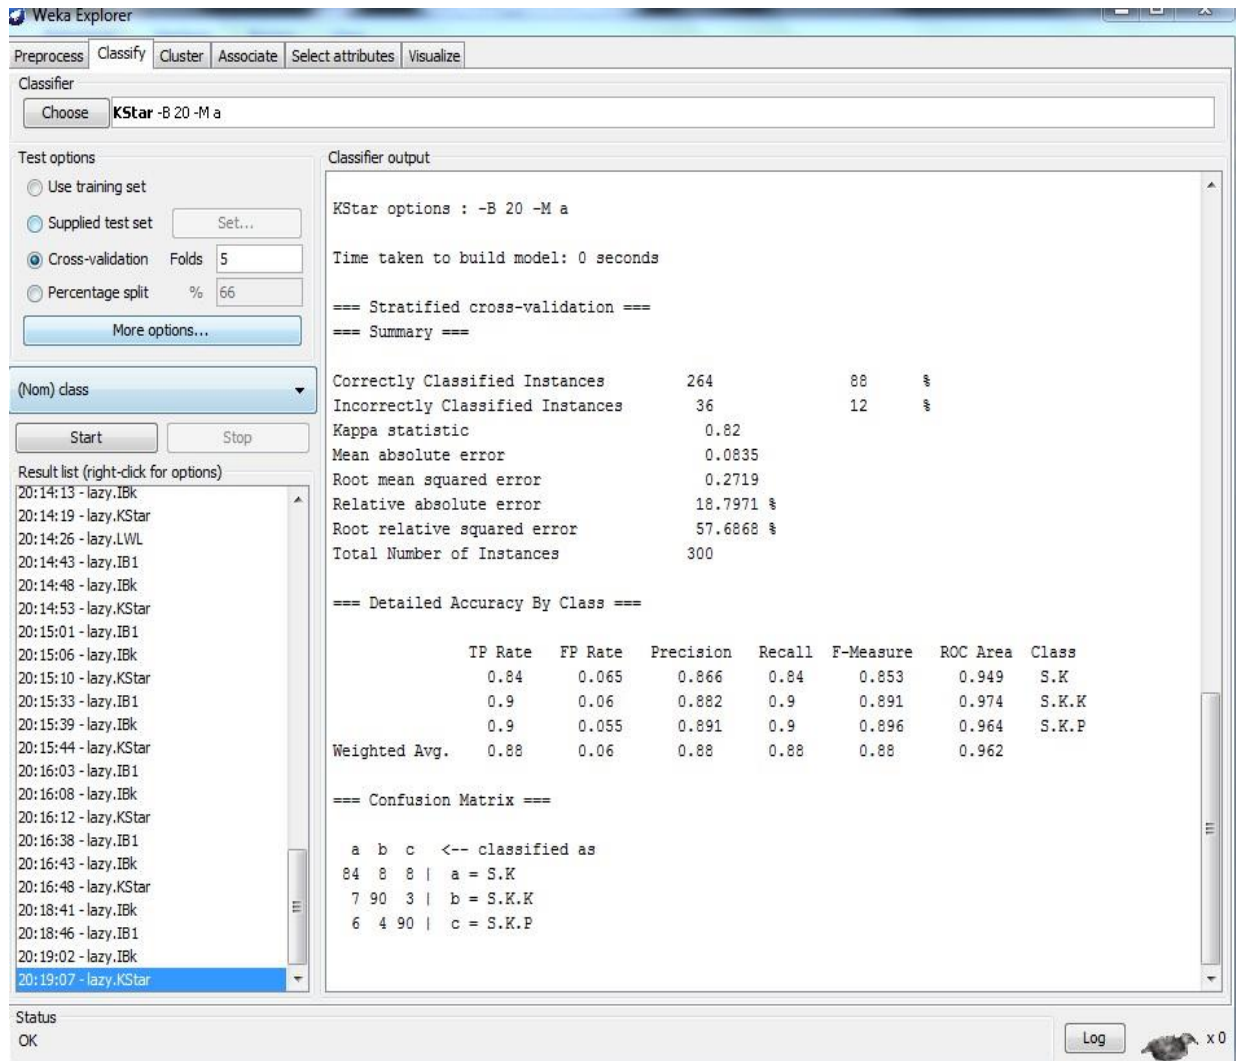 Weka Explorer
Preprocess Classify Cluster Associate Select attributes Visualize
Classifier
Choose KStar -B 20 -M a
Test options
Use training set
Supplied test set Set...
Cross-validation Folds 5
Percentage split % 66
More options...
(Nom) class
Start Stop
Result list (right-click for options)
20:14:13 - lazy.IBk
20:14:19 - lazy.KStar
20:14:26 - lazy.LWL
20:14:43 - lazy.IB1
20:14:48 - lazy.IBk
20:14:53 - lazy.KStar
20:15:01 - lazy.IB1
20:15:06 - lazy.IBk
20:15:10 - lazy.KStar
20:15:33 - lazy.IB1
20:15:39 - lazy.IBk
20:15:44 - lazy.KStar
20:16:03 - lazy.IB1
20:16:08 - lazy.IBk
20:16:12 - lazy.KStar
20:16:38 - lazy.IB1
20:16:43 - lazy.IBk
20:16:48 - lazy.KStar
20:18:41 - lazy.IBk
20:18:46 - lazy.IB1
20:19:02 - lazy.IBk
20:19:07 - lazy.KStar
Classifier output
KStar options : -B 20 -M a
Time taken to build model: 0 seconds
=== Stratified cross-validation ===
=== Summary ===
Correctly Classified Instances 264 88 %
Incorrectly Classified Instances 36 12 %
Kappa statistic 0.82
Mean absolute error 0.0835
Root mean squared error 0.2719
Relative absolute error 18.7971 %
Root relative squared error 57.6868 %
Total Number of Instances 300
=== Detailed Accuracy By Class ===
TP Rate FP Rate Precision Recall F-Measure ROC Area Class
0.84 0.065 0.866 0.84 0.853 0.949 S.K
0.9 0.06 0.882 0.9 0.891 0.974 S.K.K
0.9 0.055 0.891 0.9 0.896 0.964 S.K.P
Weighted Avg. 0.88 0.06 0.88 0.88 0.88 0.962
=== Confusion Matrix ===
a b c <-- classified as
84 8 8 | a = S.K
7 90 3 | b = S.K.K
6 4 90 | c = S.K.P
Status
OK
Log x 0